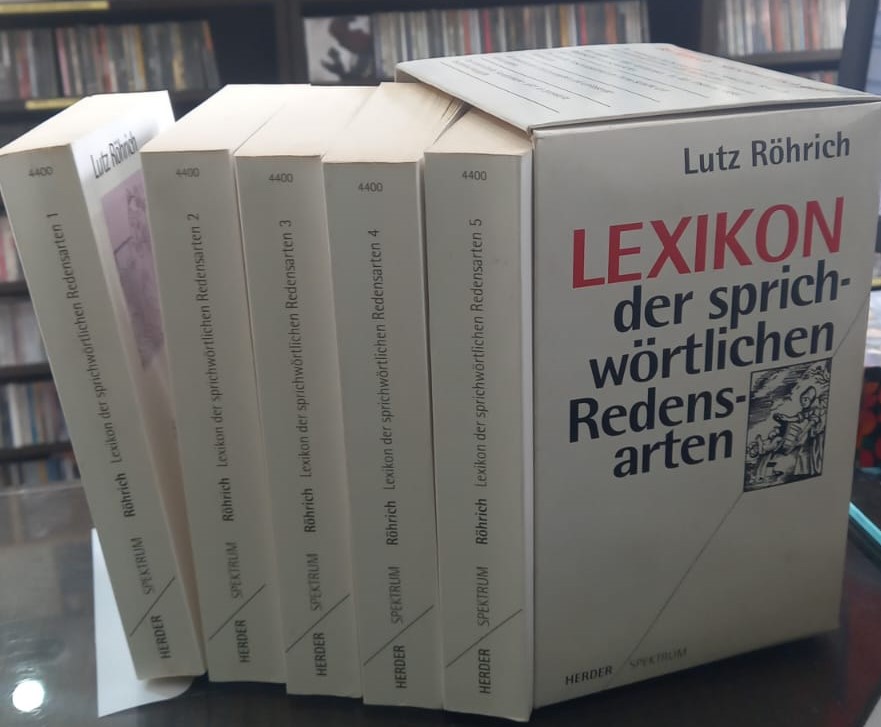 4400
Lexikon der sprichwörtlichen Redensarten 1
Röhrich
SPEKTRUM
HERDER
Lutz Röhrich
4400
Lexikon der sprichwörtlichen Redensarten 2
Röhrich
SPEKTRUM
HERDER
4400
Lexikon der sprichwörtlichen Redensarten 3
Röhrich
SPEKTRUM
HERDER
4400
Lexikon der sprichwörtlichen Redensarten 4
Röhrich
SPEKTRUM
HERDER
4400
Lexikon der sprichwörtlichen Redensarten 5
Röhrich
SPEKTRUM
HERDER
Lutz Röhrich
LEXIKON
der sprich-
wörtlichen
Redens-
arten
HERDER / SPEKTRUM